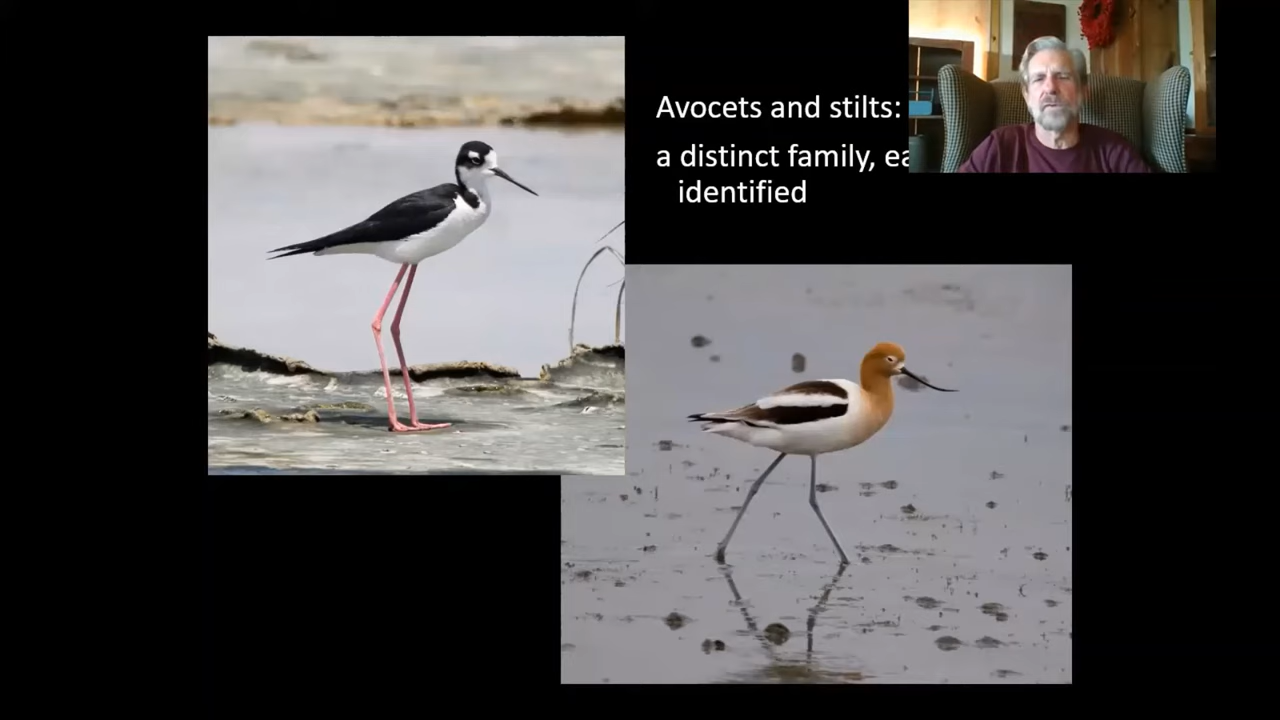 Avocets and stilts:
a distinct family, ea
identified